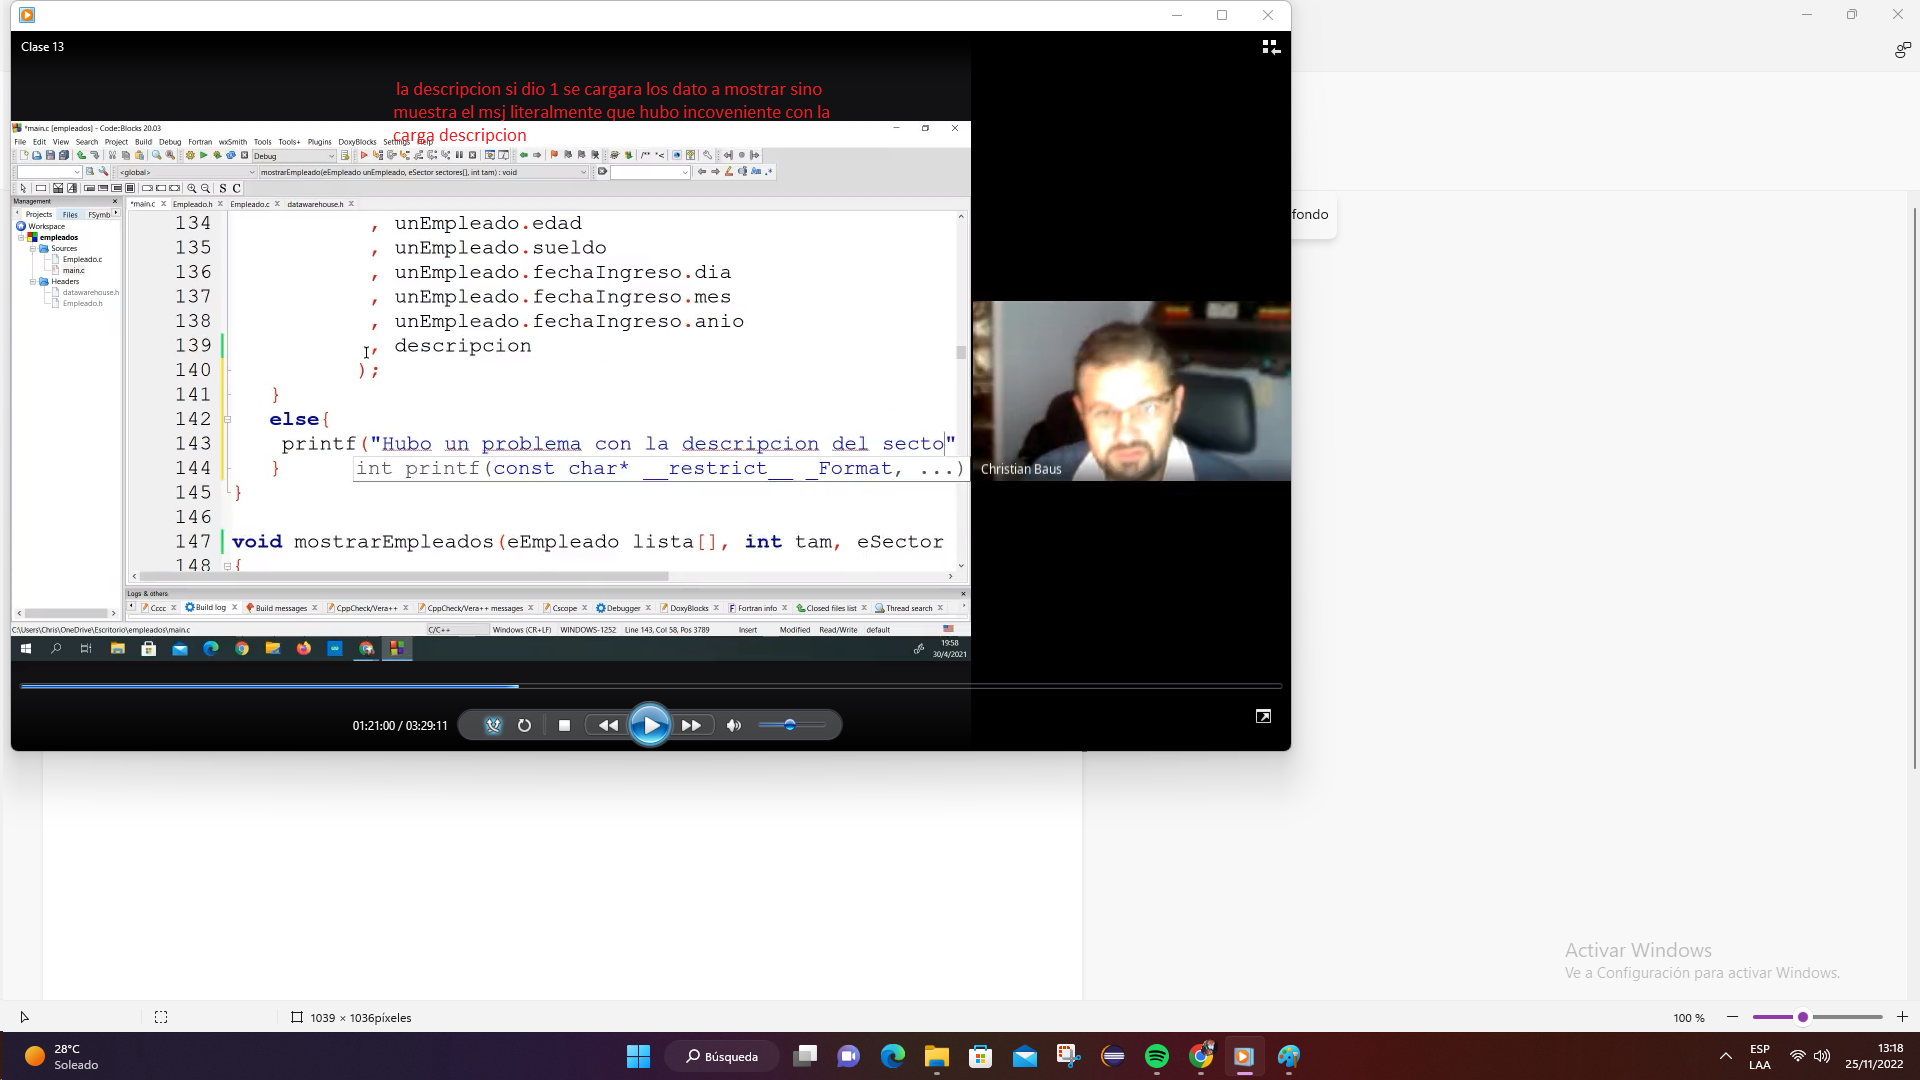 Clase 13
la descripcion si dio 1 se cargara los dato a mostrar sino
muestra el msj literalmente que hubo incoveniente con la
carga descripcion
*main.c [empleados] - Code::Blocks 20.03
File Edit View Search Project Build Debug Fortran wxSmith Tools Tools+ Plugins DoxyBlocks Settings Help
Debug
<global>
mostrarEmpleado(eEmpleado unEmpleado, eSector sectores[], int tam) : void
S C
Management
Projects Files FSymb
*main.c Empleado.h Empleado.c datawarehouse.h
Workspace
empleados
Sources
Empleado.c
main.c
Headers
datawarehouse.h
Empleado.h
134 , unEmpleado.edad
135 , unEmpleado.sueldo
136 , unEmpleado.fechaIngreso.dia
137 , unEmpleado.fechaIngreso.mes
138 , unEmpleado.fechaIngreso.anio
139 , descripcion
140 );
141 }
142 else{
143 printf("Hubo un problema con la descripcion del secto"
144 }
int printf(const char* __restrict__ _Format, ...)
145 }
146
147 void mostrarEmpleados(eEmpleado lista[], int tam, eSector
148 {
Christian Baus
fondo
Logs & others
Cccc Build log Build messages CppCheck/Vera++ CppCheck/Vera++ messages Cscope Debugger DoxyBlocks Fortran info Closed files list Thread search
C:\Users\Chris\OneDrive\Escritorio\empleados\main.c C/C++ Windows (CR+LF) WINDOWS-1252 Line 143, Col 58, Pos 3789 Insert Modified Read/Write default
19:58
30/4/2021
01:21:00 / 03:29:11
Activar Windows
Ve a Configuración para activar Windows.
1039 × 1036píxeles
100 %
28°C
Soleado
Búsqueda
ESP
LAA
13:18
25/11/2022